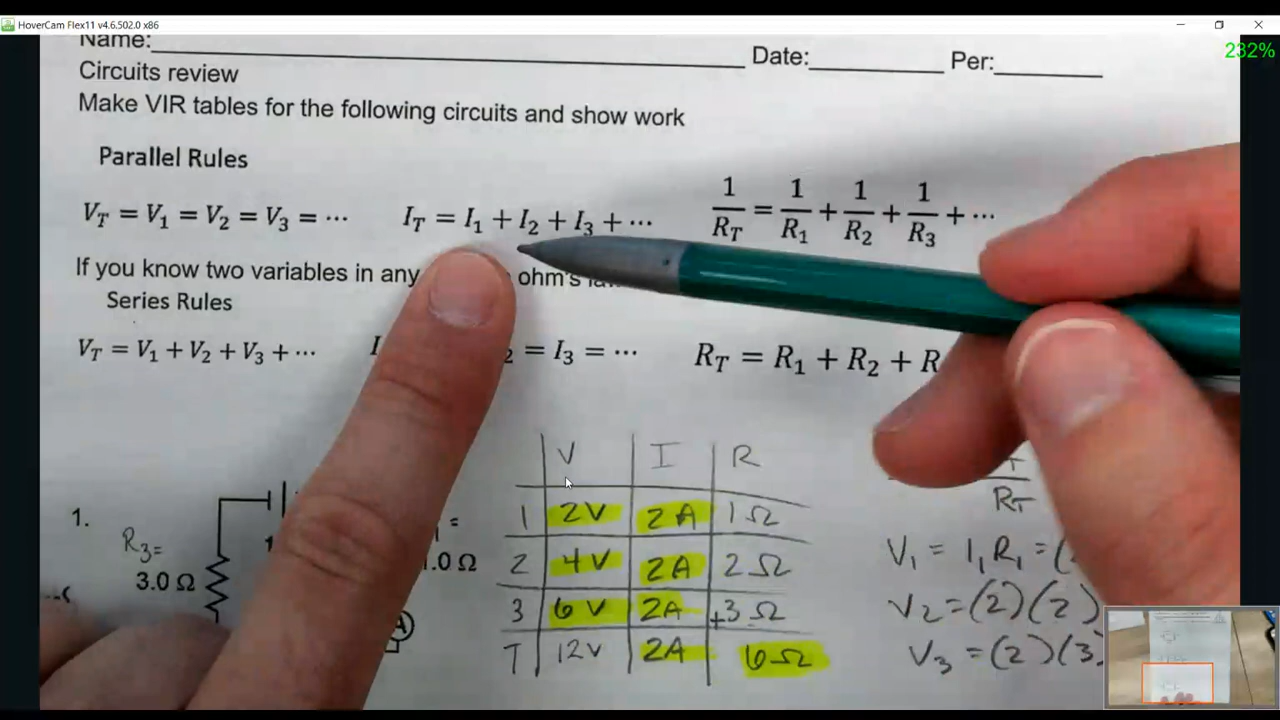 HoverCam Flex11 v4.6.502.0 x86
232%
Name: Date: Per:
Circuits review
Make VIR tables for the following circuits and show work
Parallel Rules
V_T = V_1 = V_2 = V_3 = ⋯ I_T = I_1 + I_2 + I_3 + ⋯ 1/R_T = 1/R_1 + 1/R_2 + 1/R_3 + ⋯
If you know two variables in any ohm's
Series Rules
V_T = V_1 + V_2 + V_3 + ⋯ I 2 = I_3 = ⋯ R_T = R_1 + R_2 + R
V I R
1 2V 2A 1Ω
2 4V 2A 2Ω
3 6V 2A +3Ω
T 12V 2A 6Ω
1.
R_3=
3.0 Ω
=
.0 Ω
A
R_T
V_1 = I_1 R_1 = (
V_2 = (2)(2)
V_3 = (2)(3